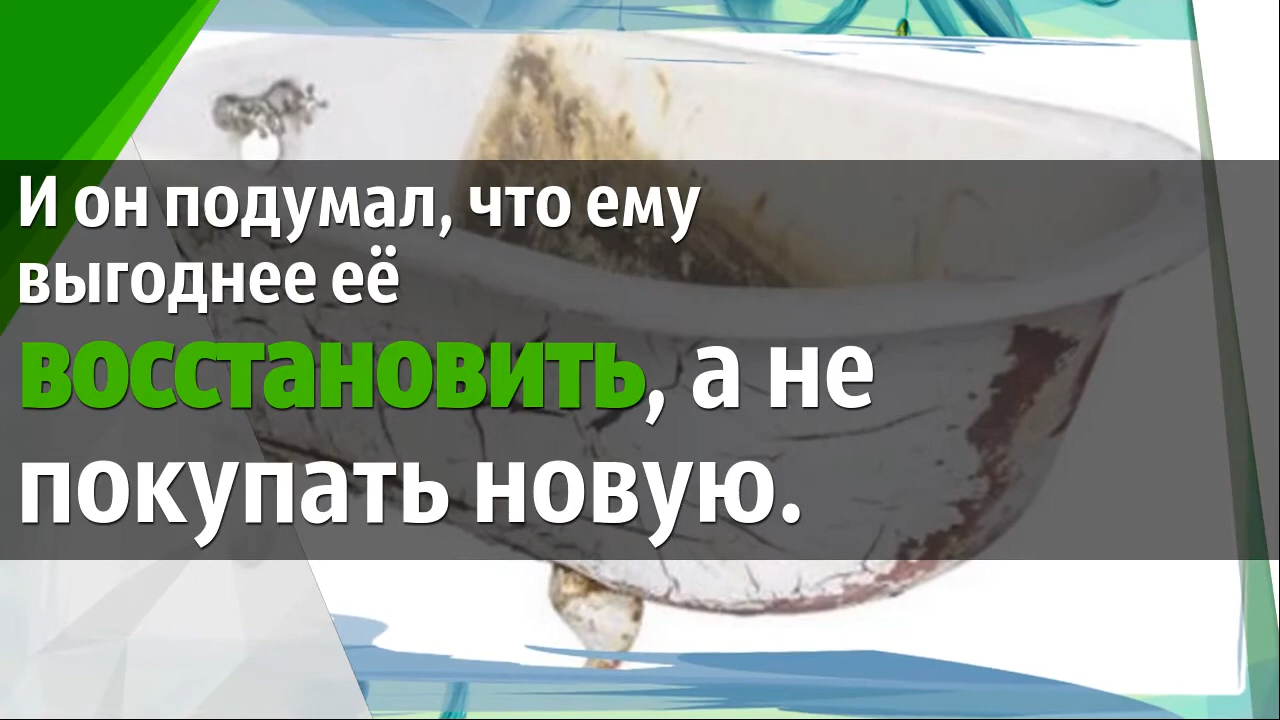 И он подумал, что ему
выгоднее её
восстановить, а не
покупать новую.